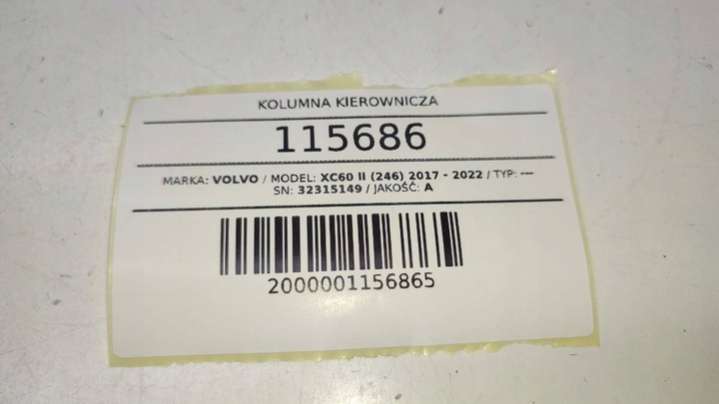 KOLUMNA KIEROWNICZA
115686
MARKA: VOLVO / MODEL: XC60 II (246) 2017 - 2022 / TYP: ---
SN: 32315149 / JAKOŚĆ: A
2000001156865